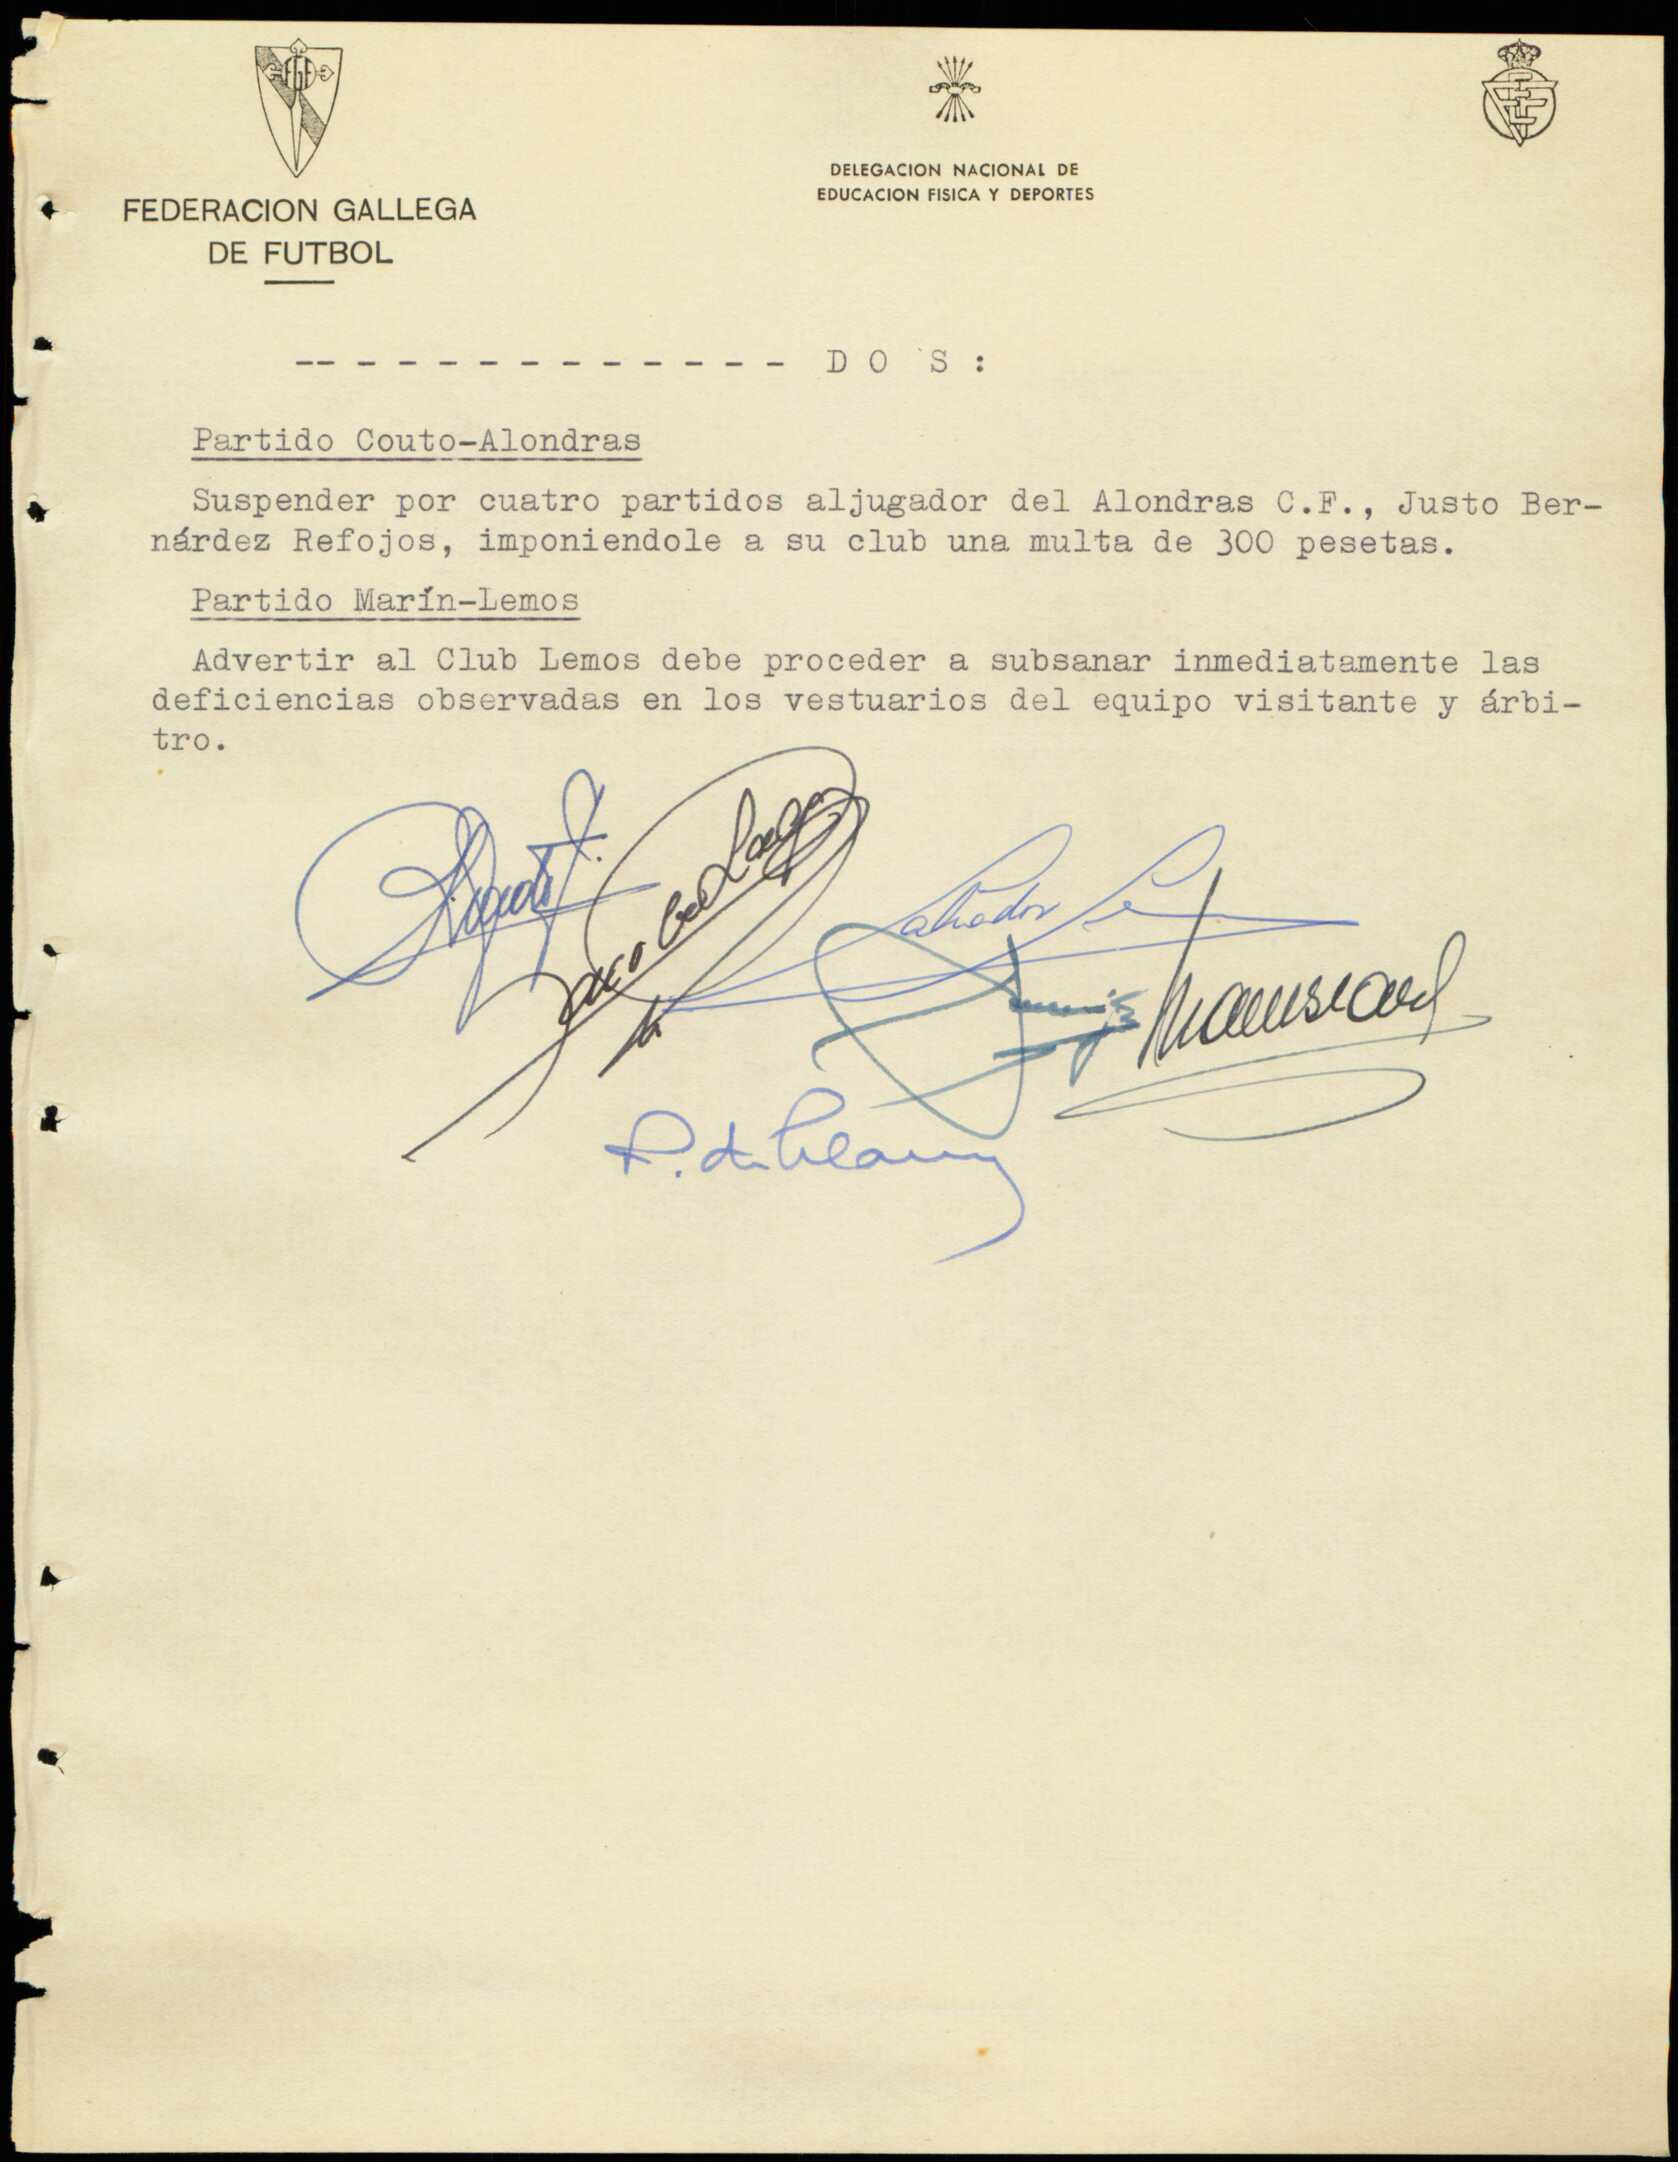 FEDERACION GALLEGA
DE FUTBOL
DELEGACION NACIONAL DE
EDUCACION FISICA Y DEPORTES
-- - - - - - - - - - - - D O S :
Partido Couto-Alondras
Suspender por cuatro partidos aljugador del Alondras C.F., Justo Ber-
nárdez Refojos, imponiendole a su club una multa de 300 pesetas.
Partido Marín-Lemos
Advertir al Club Lemos debe proceder a subsanar inmediatamente las
deficiencias observadas en los vestuarios del equipo visitante y árbi-
tro.
Salvador